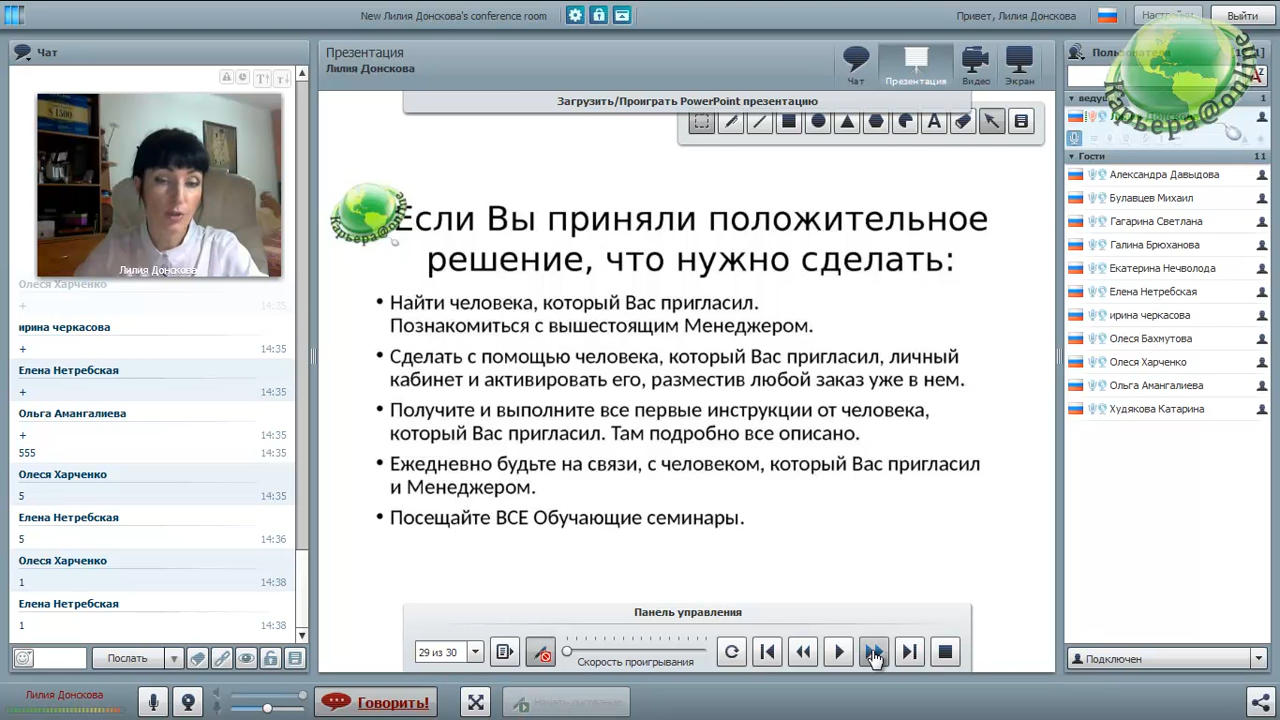 New Лилия Донскова's conference room
Привет, Лилия Донскова
Настройки
Выйти
Чат
$ 1500
Лилия Донскова
Олеся Харченко
+ 14:35
ирина черкасова
+ 14:35
Елена Нетребская
+ 14:35
Ольга Амангалиева
+ 14:35
555 14:35
Олеся Харченко
5 14:35
Елена Нетребская
5 14:36
Олеся Харченко
1 14:38
Елена Нетребская
1 14:38
Послать
Презентация
Лилия Донскова
Чат
Презентация
Видео
Экран
Загрузить/Проиграть PowerPoint презентацию
Карьера@online
Если Вы приняли положительное
решение, что нужно сделать:
• Найти человека, который Вас пригласил.
Познакомиться с вышестоящим Менеджером.
• Сделать с помощью человека, который Вас пригласил, личный
кабинет и активировать его, разместив любой заказ уже в нем.
• Получите и выполните все первые инструкции от человека,
который Вас пригласил. Там подробно все описано.
• Ежедневно будьте на связи, с человеком, который Вас пригласил
и Менеджером.
• Посещайте ВСЕ Обучающие семинары.
Панель управления
29 из 30
Скорость проигрывания
Карьера@online
Гости 11
Александра Давыдова
Булавцев Михаил
Гагарина Светлана
Галина Брюханова
Екатерина Нечволода
Елена Нетребская
ирина черкасова
Олеся Бахмутова
Олеся Харченко
Ольга Амангалиева
Худякова Катарина
Подключен
Лилия Донскова
Говорить!